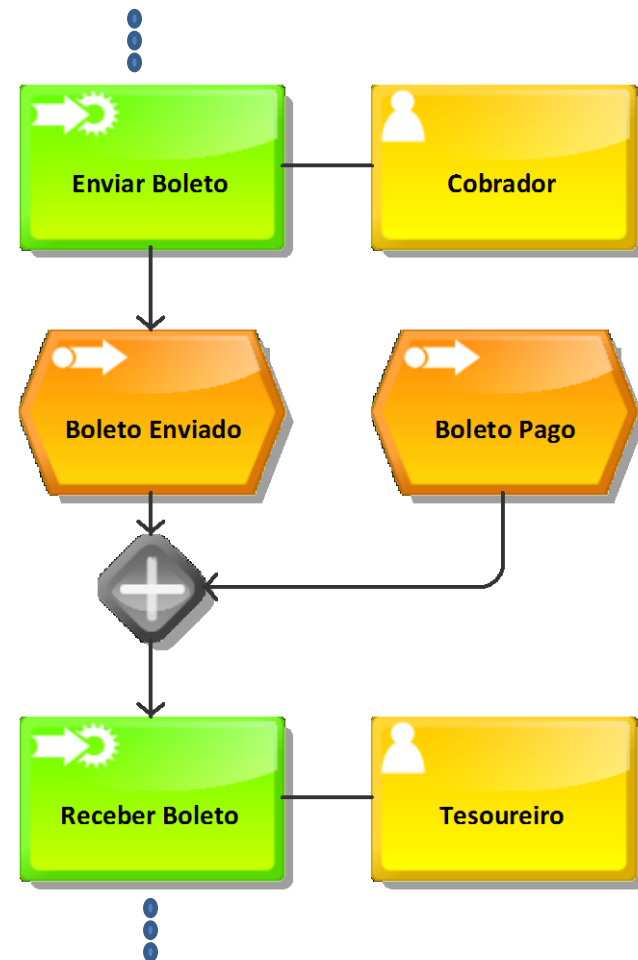 Enviar Boleto
Cobrador
Boleto Enviado
Boleto Pago
Receber Boleto
Tesoureiro